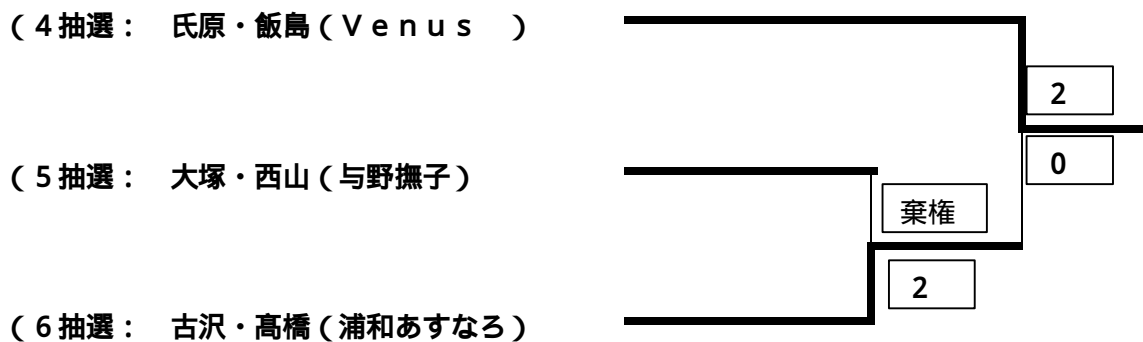 (4抽選: 氏原・飯島(Venus )
2
0
(5抽選: 大塚・西山(与野撫子)
棄権
2
(6抽選: 古沢・髙橋(浦和あすなろ)